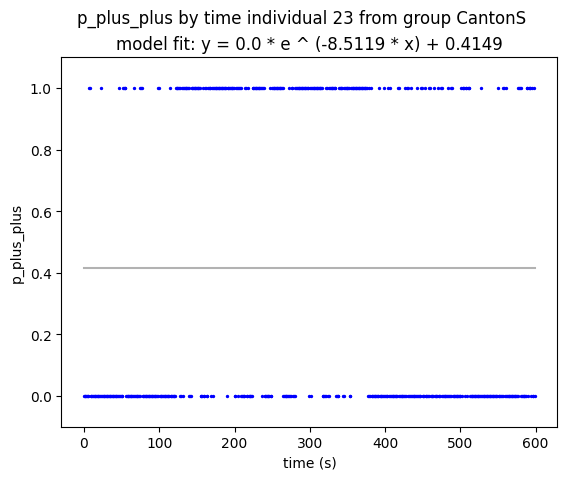 p_plus_plus by time individual 23 from group CantonS
model fit: y = 0.0 * e ^ (-8.5119 * x) + 0.4149
1.0
0.8
0.6
0.4
0.2
0.0
p_plus_plus
0 100 200 300 400 500 600
time (s)